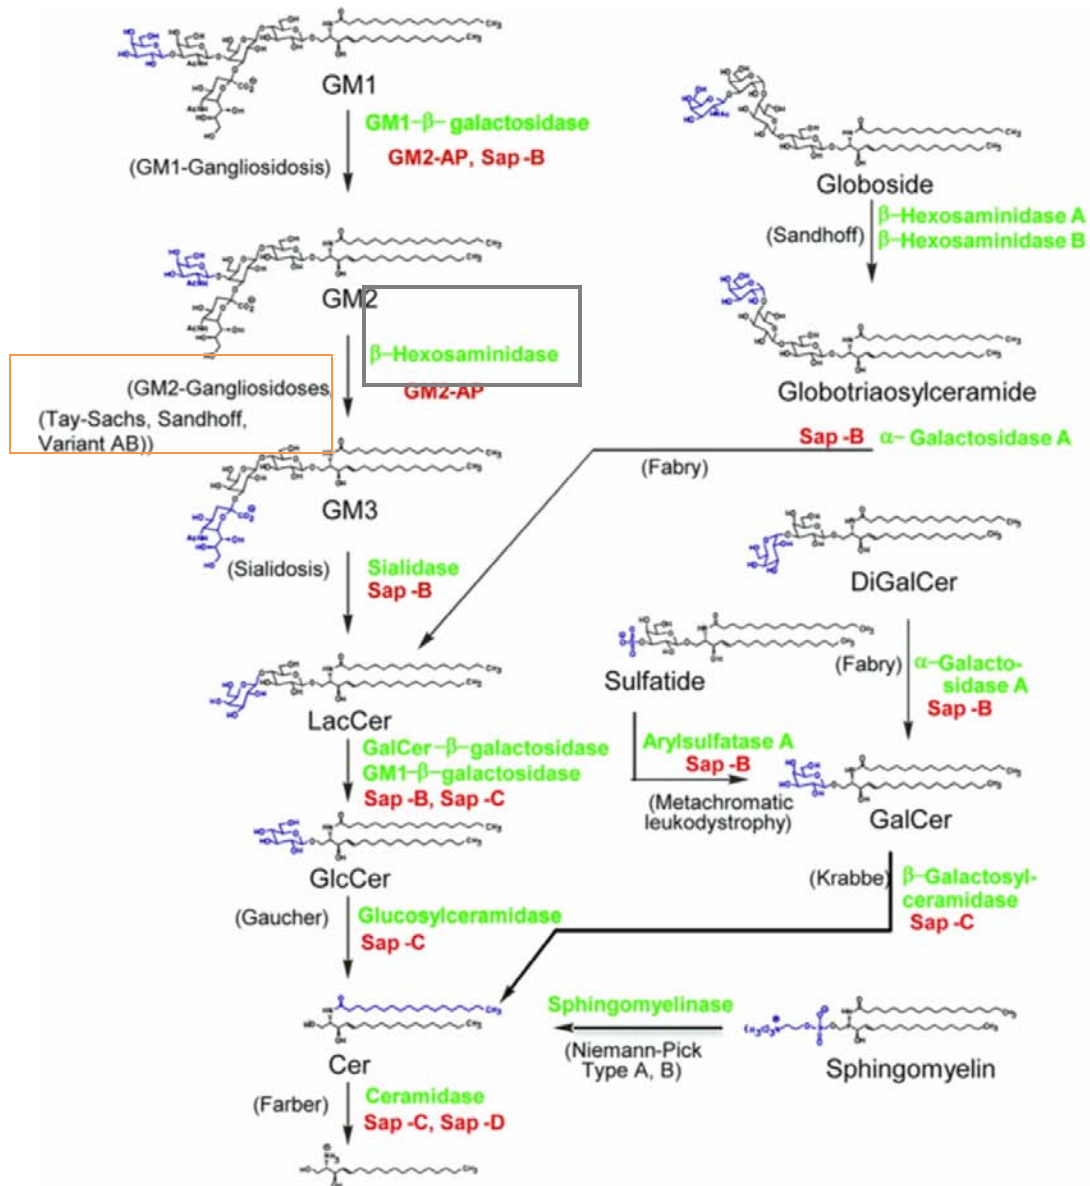 GM1
GM1-β-galactosidase
GM2-AP, Sap-B
(GM1-Gangliosidosis)
GM2
β-Hexosaminidase
GM2-AP
(GM2-Gangliosidoses
(Tay-Sachs, Sandhoff,
Variant AB))
GM3
(Sialidosis)
Sialidase
Sap-B
LacCer
GalCer-β-galactosidase
GM1-β-galactosidase
Sap-B, Sap-C
GlcCer
(Gaucher)
Glucosylceramidase
Sap-C
Cer
(Farber)
Ceramidase
Sap-C, Sap-D
Globoside
(Sandhoff)
β-Hexosaminidase A
β-Hexosaminidase B
Globotriaosylceramide
Sap-B α-Galactosidase A
(Fabry)
DiGalCer
(Fabry)
α-Galacto-
sidase A
Sap-B
Sulfatide
Arylsulfatase A
Sap-B
(Metachromatic
leukodystrophy)
GalCer
(Krabbe)
β-Galactosyl-
ceramidase
Sap-C
Sphingomyelinase
(Niemann-Pick
Type A, B)
Sphingomyelin